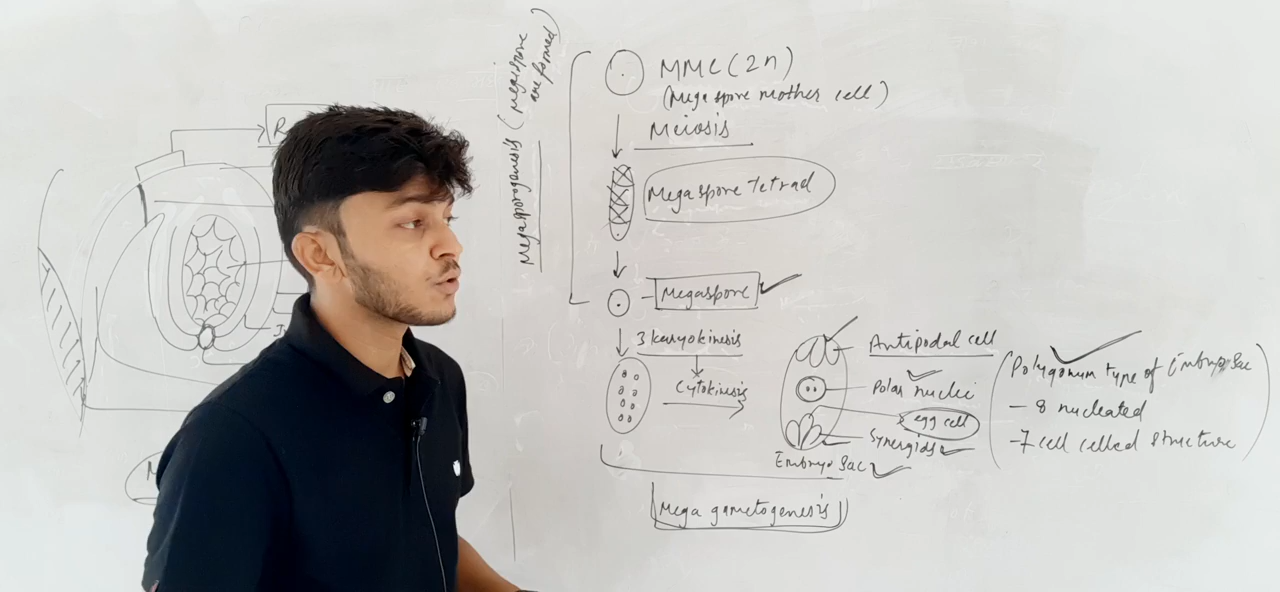 Megasporogenesis (megaspore
are formed)
MMC (2n)
(Mega spore mother cell)
Meiosis
Megaspore tetrad
Megaspore
3 karyokinesis
Cytokinesis
Antipodal cell
Polar nuclei
egg cell
Synergids
Embryo Sac
(Polygonum type of Embryo Sac
- 8 nucleated
- 7 cell celled structure)
Mega gametogenesis